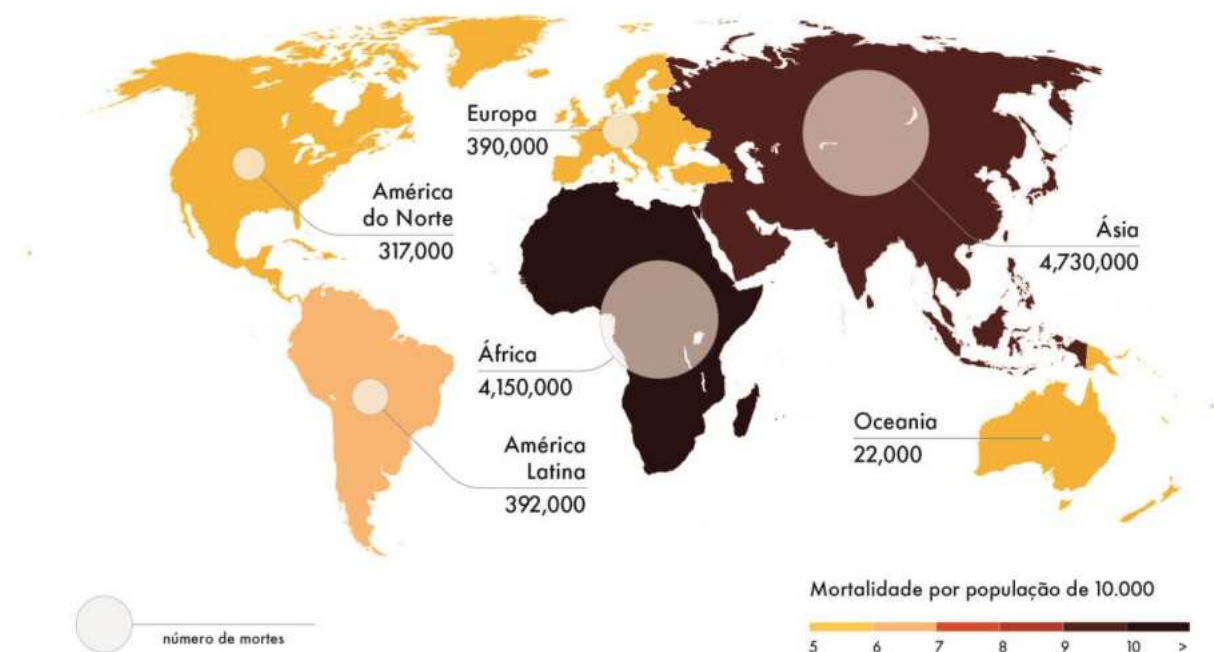 Europa
390,000
América
do Norte
317,000
Ásia
4,730,000
África
4,150,000
Oceania
22,000
América
Latina
392,000
Mortalidade por população de 10.000
número de mortes
5 6 7 8 9 10 >